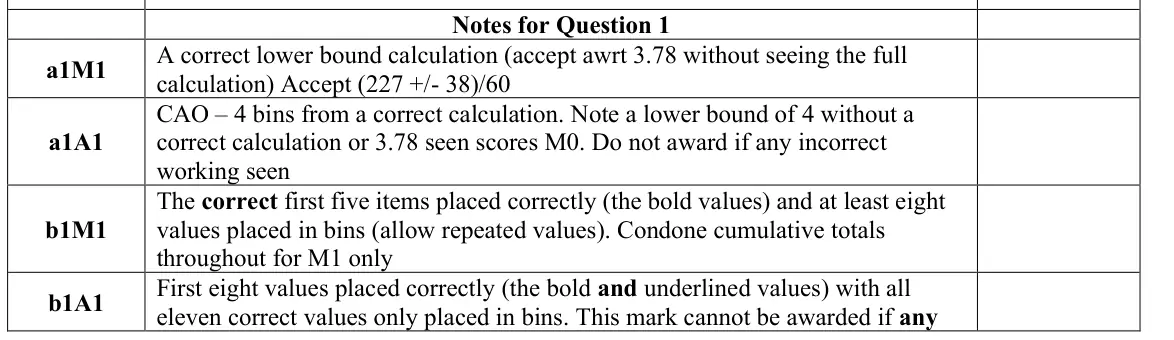 Notes for Question 1
a1M1
A correct lower bound calculation (accept awrt 3.78 without seeing the full
calculation) Accept (227 +/- 38)/60
a1A1
CAO – 4 bins from a correct calculation. Note a lower bound of 4 without a
correct calculation or 3.78 seen scores M0. Do not award if any incorrect
working seen
b1M1
The correct first five items placed correctly (the bold values) and at least eight
values placed in bins (allow repeated values). Condone cumulative totals
throughout for M1 only
b1A1
First eight values placed correctly (the bold and underlined values) with all
eleven correct values only placed in bins. This mark cannot be awarded if any